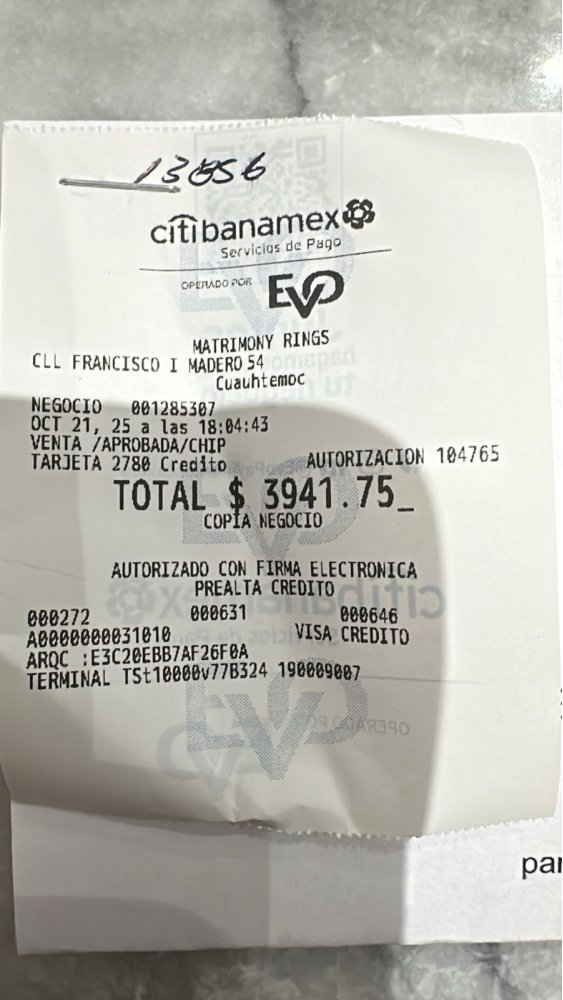 13656
citibanamex
Servicios de Pago
OPERADO POR EVO
MATRIMONY RINGS
CLL FRANCISCO I MADERO 54
Cuauhtemoc
NEGOCIO 001285307
OCT 21, 25 a las 18:04:43
VENTA /APROBADA/CHIP
TARJETA 2780 Credito AUTORIZACION 104765
TOTAL $ 3941.75_
COPIA NEGOCIO
AUTORIZADO CON FIRMA ELECTRONICA
PREALTA CREDITO
000272 000631 000646
A0000000031010 VISA CREDITO
ARQC :E3C20EBB7AF26F0A
TERMINAL TSt10000v77B324 190009007